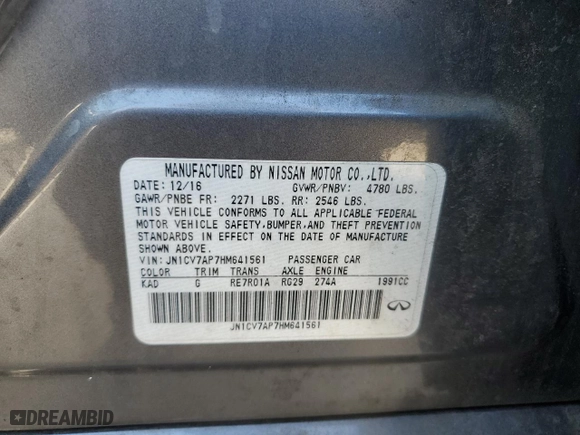 MANUFACTURED BY NISSAN MOTOR CO.,LTD.
DATE: 12/16 GVWR/PNBV: 4780 LBS.
GAWR/PNBE FR: 2271 LBS. RR: 2546 LBS.
THIS VEHICLE CONFORMS TO ALL APPLICABLE FEDERAL
MOTOR VEHICLE SAFETY,BUMPER,AND THEFT PREVENTION
STANDARDS IN EFFECT ON THE DATE OF MANUFACTURE
SHOWN ABOVE.
VIN: JN1CV7AP7HM641561 PASSENGER CAR
COLOR TRIM TRANS AXLE ENGINE
KAD G RE7R01A RG29 274A 1991CC
JN1CV7AP7HM641561
DREAMBID